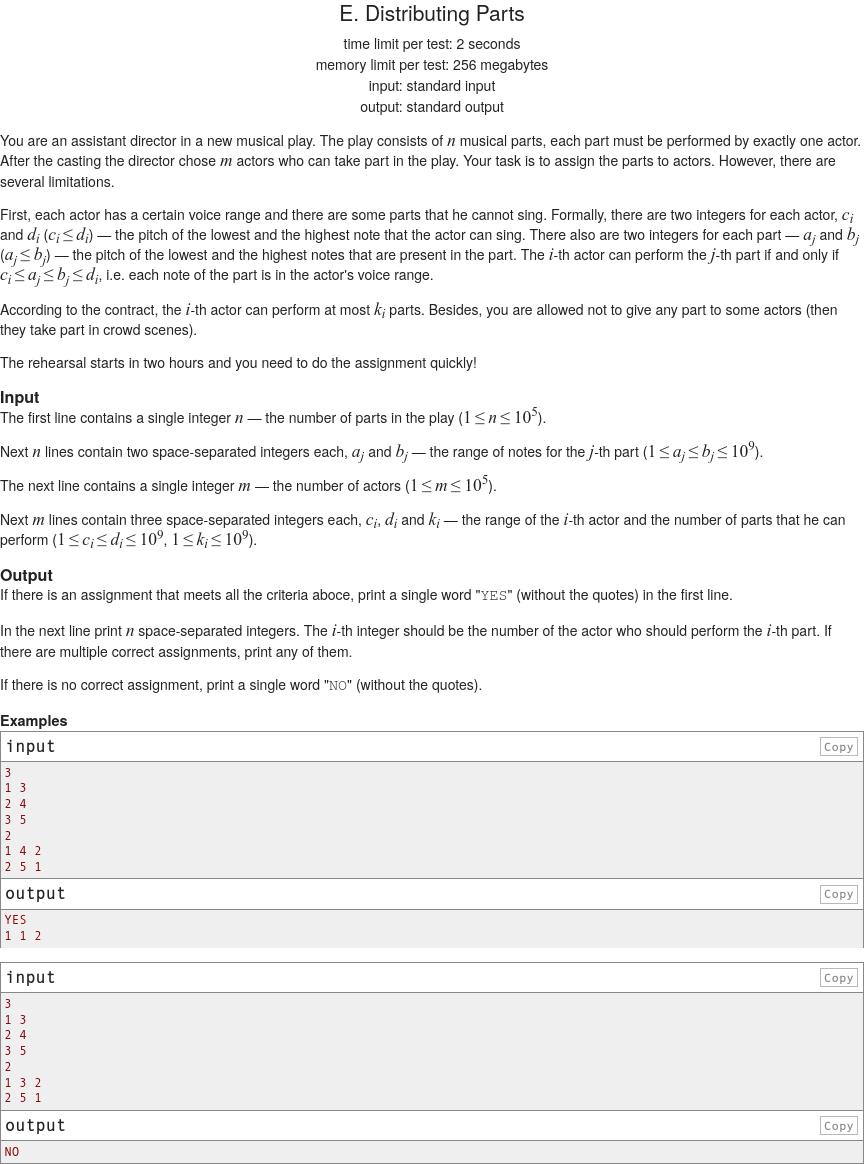 E. Distributing Parts
time limit per test: 2 seconds
memory limit per test: 256 megabytes
input: standard input
output: standard output
You are an assistant director in a new musical play. The play consists of n musical parts, each part must be performed by exactly one actor.
After the casting the director chose m actors who can take part in the play. Your task is to assign the parts to actors. However, there are
several limitations.
First, each actor has a certain voice range and there are some parts that he cannot sing. Formally, there are two integers for each actor, c_i
and d_i (c_i ≤ d_i) — the pitch of the lowest and the highest note that the actor can sing. There also are two integers for each part — a_j and b_j
(a_j ≤ b_j) — the pitch of the lowest and the highest notes that are present in the part. The i-th actor can perform the j-th part if and only if
c_i ≤ a_j ≤ b_j ≤ d_i, i.e. each note of the part is in the actor's voice range.
According to the contract, the i-th actor can perform at most k_i parts. Besides, you are allowed not to give any part to some actors (then
they take part in crowd scenes).
The rehearsal starts in two hours and you need to do the assignment quickly!
Input
The first line contains a single integer n — the number of parts in the play (1 ≤ n ≤ 10^5).
Next n lines contain two space-separated integers each, a_j and b_j — the range of notes for the j-th part (1 ≤ a_j ≤ b_j ≤ 10^9).
The next line contains a single integer m — the number of actors (1 ≤ m ≤ 10^5).
Next m lines contain three space-separated integers each, c_i, d_i and k_i — the range of the i-th actor and the number of parts that he can
perform (1 ≤ c_i ≤ d_i ≤ 10^9, 1 ≤ k_i ≤ 10^9).
Output
If there is an assignment that meets all the criteria aboce, print a single word "YES" (without the quotes) in the first line.
In the next line print n space-separated integers. The i-th integer should be the number of the actor who should perform the i-th part. If
there are multiple correct assignments, print any of them.
If there is no correct assignment, print a single word "NO" (without the quotes).
Examples
input Copy
3
1 3
2 4
3 5
2
1 4 2
2 5 1
output Copy
YES
1 1 2
input Copy
3
1 3
2 4
3 5
2
1 3 2
2 5 1
output Copy
NO